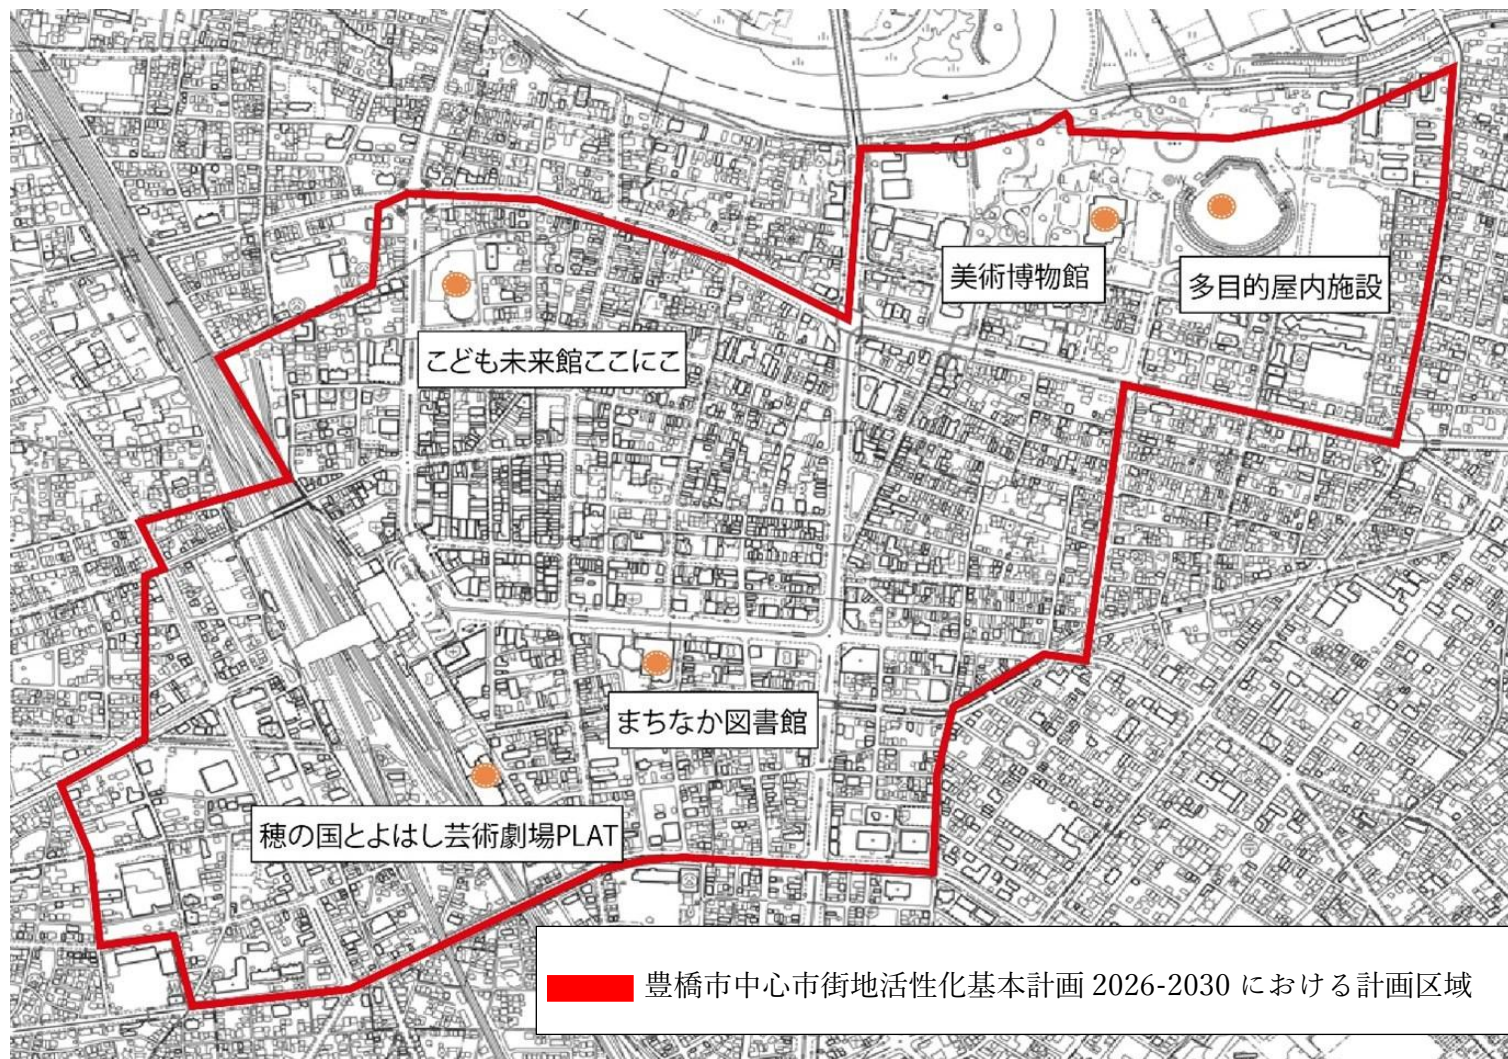 美術博物館
多目的屋内施設
こども未来館ここにこ
まちなか図書館
穂の国とよはし芸術劇場PLAT
豊橋市中心市街地活性化基本計画 2026-2030 における計画区域